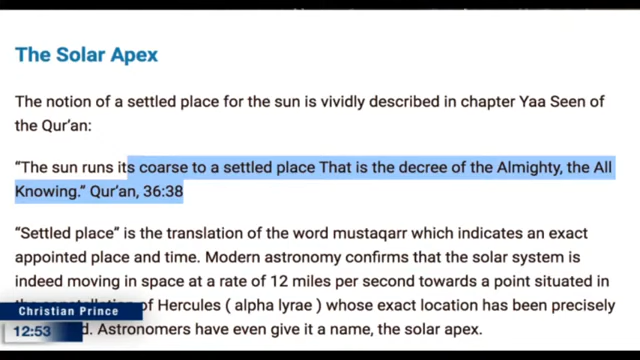 The Solar Apex
The notion of a settled place for the sun is vividly described in chapter Yaa Seen of
the Qur'an:
"The sun runs its coarse to a settled place That is the decree of the Almighty, the All
Knowing." Qur'an, 36:38
"Settled place" is the translation of the word mustaqarr which indicates an exact
appointed place and time. Modern astronomy confirms that the solar system is
indeed moving in space at a rate of 12 miles per second towards a point situated in
of Hercules ( alpha lyrae ) whose exact location has been precisely
Astronomers have even give it a name, the solar apex.
Christian Prince
12:53